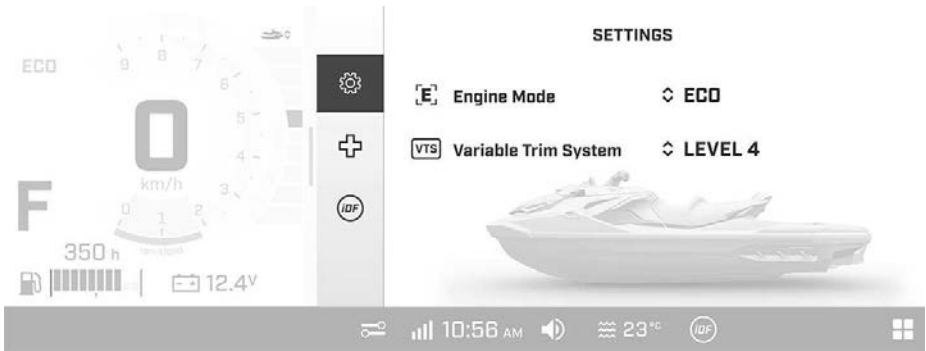 SETTINGS
ECO
9 8 7
6
5
4
3
0 1 2
0
km/h
F
350 h
12.4V
iDF
[E] Engine Mode ECO
VTS Variable Trim System LEVEL 4
10:56 AM 23°C iDF